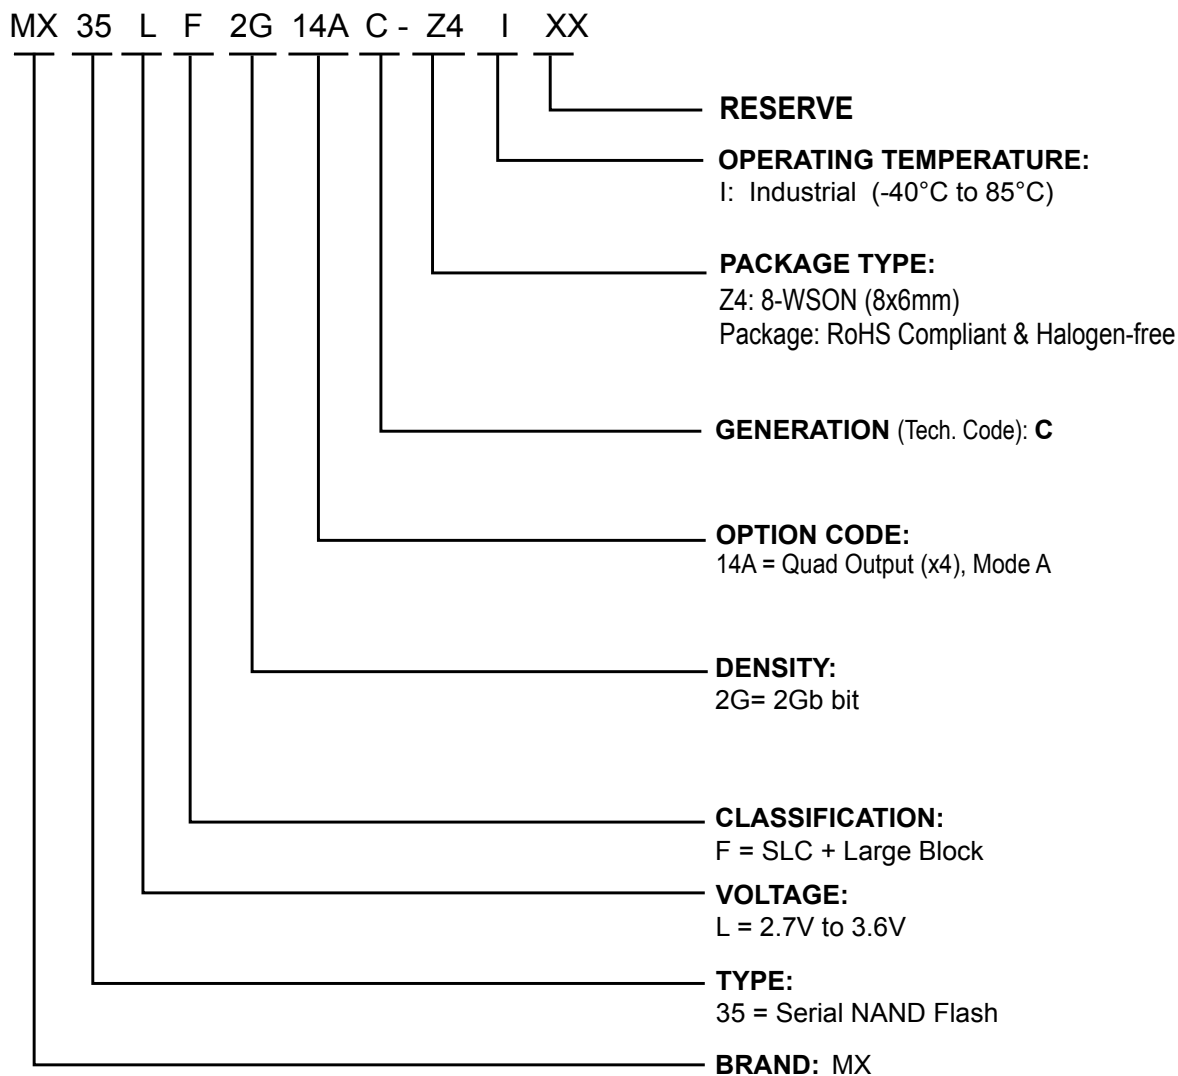 MX 35 L F 2G 14A C - Z4 I XX
RESERVE
OPERATING TEMPERATURE:
I: Industrial (-40°C to 85°C)
PACKAGE TYPE:
Z4: 8-WSON (8x6mm)
Package: RoHS Compliant & Halogen-free
GENERATION (Tech. Code): C
OPTION CODE:
14A = Quad Output (x4), Mode A
DENSITY:
2G= 2Gb bit
CLASSIFICATION:
F = SLC + Large Block
VOLTAGE:
L = 2.7V to 3.6V
TYPE:
35 = Serial NAND Flash
BRAND: MX